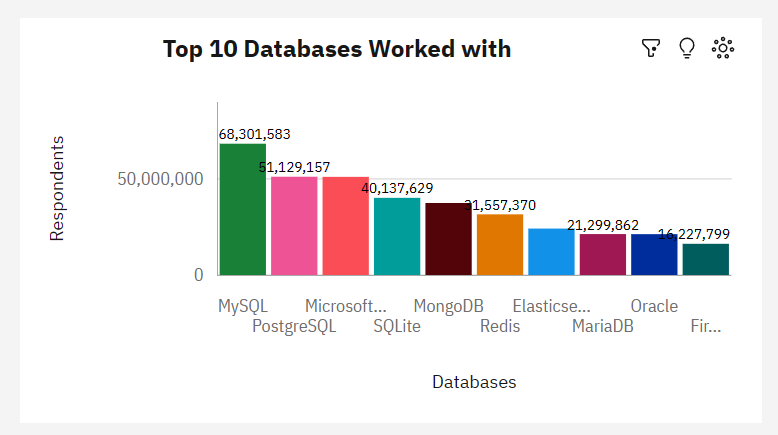 Top 10 Databases Worked with
Respondents
68,301,583
51,129,157
50,000,000
40,137,629
31,557,370
21,299,862
16,227,799
0
MySQL Microsoft... MongoDB Elasticse... Oracle
PostgreSQL SQLite Redis MariaDB Fir...
Databases